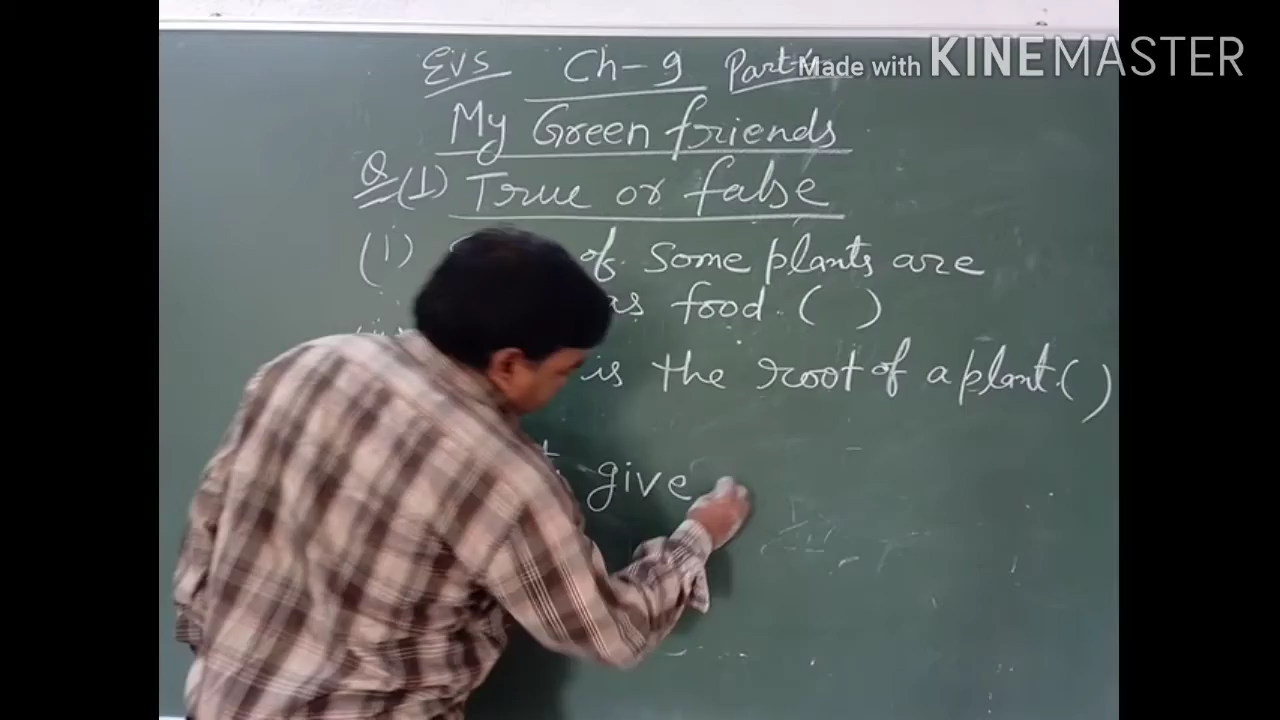 Made with KINEMASTER
Evs Ch-9 Part-
My Green friends
Q(1) True or false
(i) of some plants are
as food. ( )
is the root of a plant. ( )
give